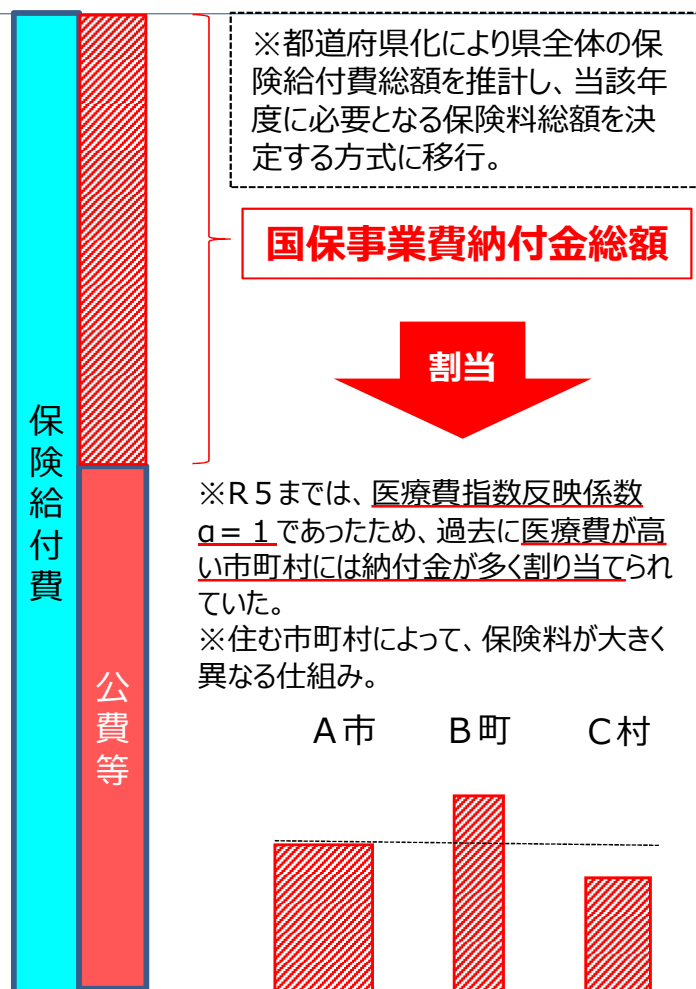 ※都道府県化により県全体の保
険給付費総額を推計し、当該年
度に必要となる保険料総額を決
定する方式に移行。
国保事業費納付金総額
割当
保険給付費
※R５までは、医療費指数反映係数
α＝１であったため、過去に医療費が高
い市町村には納付金が多く割り当てられ
ていた。
※住む市町村によって、保険料が大きく
異なる仕組み。
公費等
A市 B町 C村